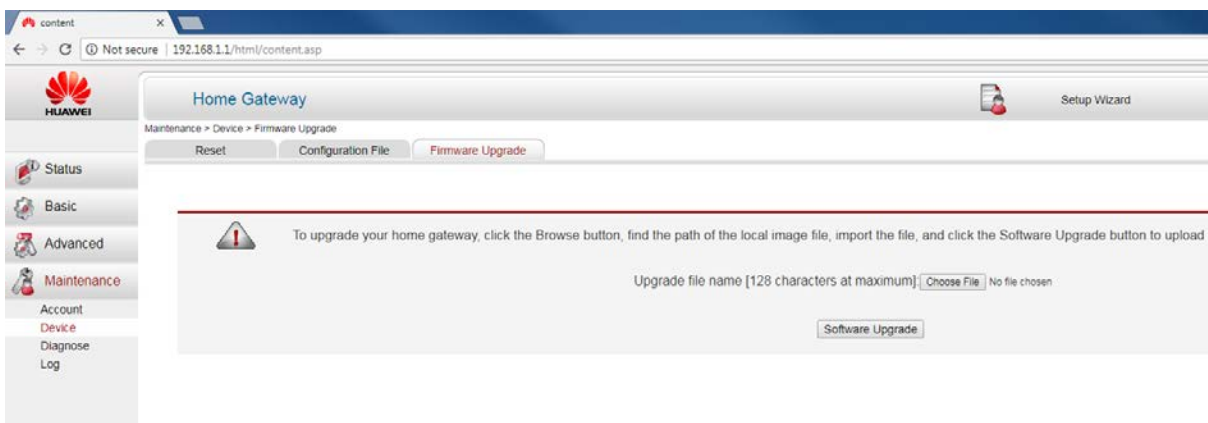 content
Not secure | 192.168.1.1/html/content.asp
HUAWEI
Home Gateway
Setup Wizard
Maintenance > Device > Firmware Upgrade
Reset Configuration File Firmware Upgrade
Status
Basic
Advanced
Maintenance
Account
Device
Diagnose
Log
To upgrade your home gateway, click the Browse button, find the path of the local image file, import the file, and click the Software Upgrade button to upload
Upgrade file name [128 characters at maximum]: Choose File No file chosen
Software Upgrade